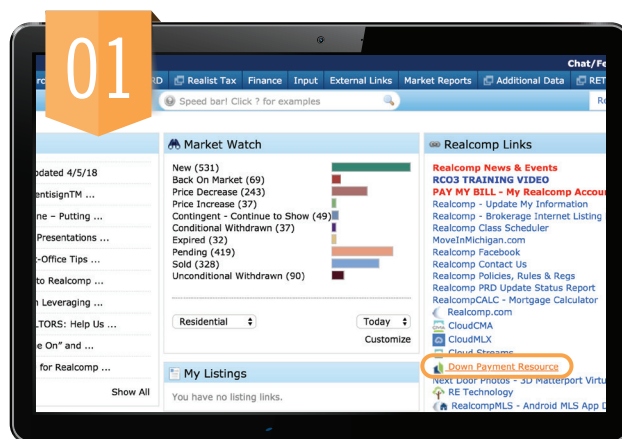 01
Chat/Fe
RD Realist Tax Finance Input External Links Market Reports Additional Data RET
Speed bar! Click ? for examples
Re
Market Watch
New (531)
Back On Market (69)
Price Decrease (243)
Price Increase (37)
Contingent - Continue to Show (49)
Conditional Withdrawn (37)
Expired (32)
Pending (419)
Sold (328)
Unconditional Withdrawn (90)
Residential
Today
Customize
My Listings
You have no listing links.
pdated 4/5/18
entisignTM ...
ne – Putting ...
Presentations ...
-Office Tips ...
to Realcomp ...
Leveraging ...
LTORS: Help Us ...
e On" and ...
for Realcomp ...
Show All
Realcomp Links
Realcomp News & Events
RCO3 TRAINING VIDEO
PAY MY BILL - My Realcomp Accou
Realcomp - Update My Information
Realcomp - Brokerage Internet Listing
Realcomp Class Scheduler
MoveInMichigan.com
Realcomp Facebook
Realcomp Contact Us
Realcomp Policies, Rules & Regs
Realcomp PRD Update Status Report
RealcompCALC - Mortgage Calculator
Realcomp.com
CloudCMA
CloudMLX
Cloud Streams
Down Payment Resource
Next Door Photos - 3D Matterport Virtu
RE Technology
RealcompMLS - Android MLS App D